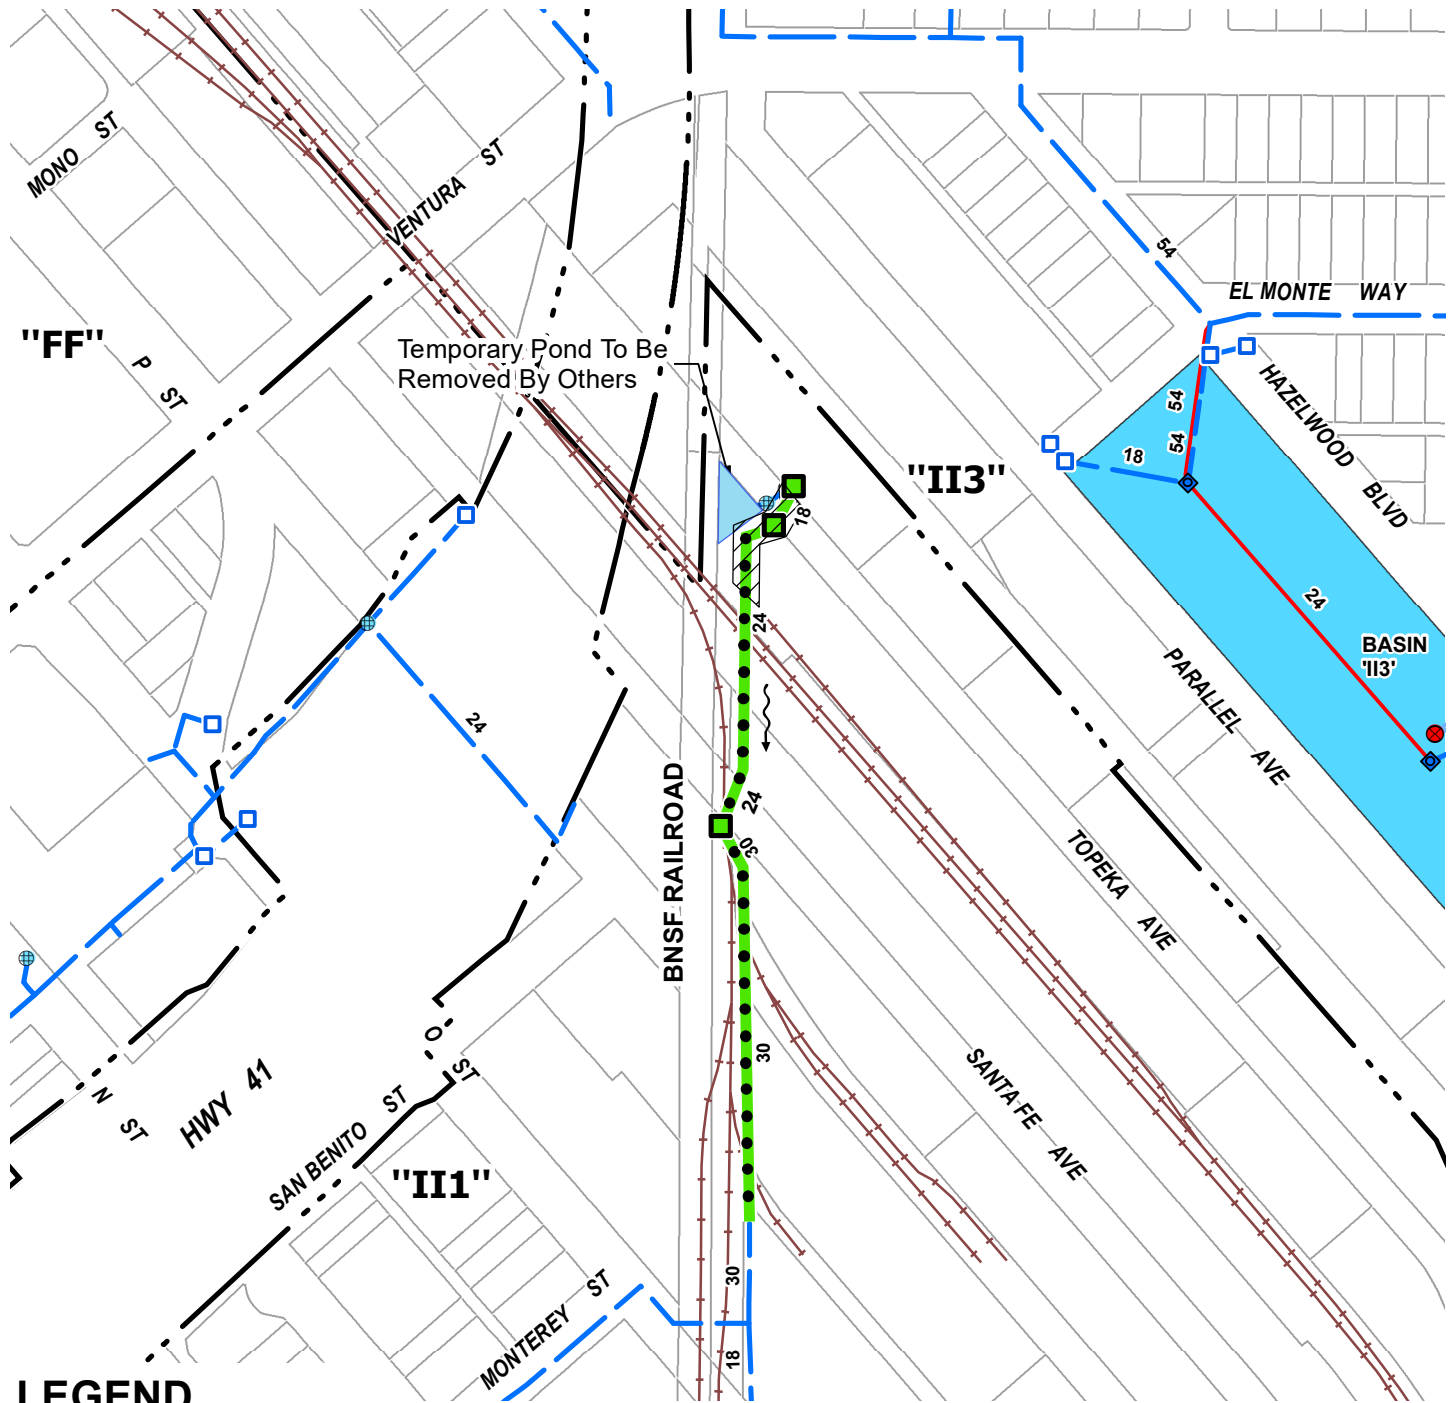 MONO ST
VENTURA ST
54
EL MONTE WAY
"FF"
P ST
Temporary Pond To Be
Removed By Others
54
54
18
HAZELWOOD BLVD
"II3"
18
24
24
BASIN
'II3'
PARALLEL AVE
24
24
30
BNSF RAILROAD
TOPEKA AVE
O ST
30
SANTA FE AVE
N ST
HWY 41
SAN BENITO ST
"II1"
30
MONTEREY ST
18
LEGEND